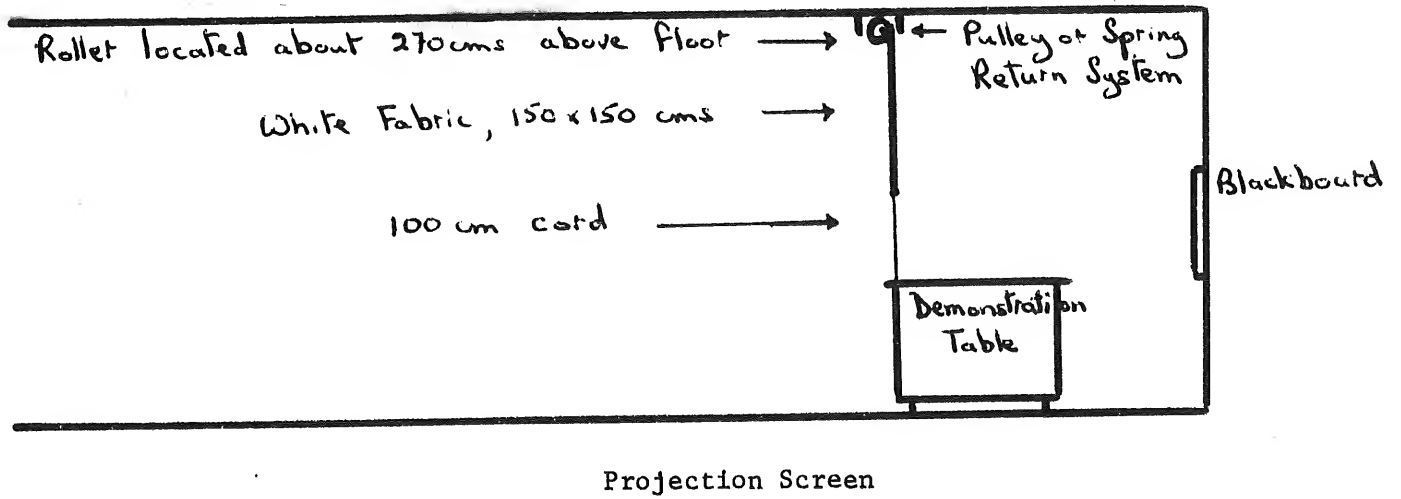 Roller located about 270cms above floor
Pulley or Spring
Return System
White Fabric, 150 x 150 cms
Blackboard
100 cm cord
Demonstration
Table
Projection Screen